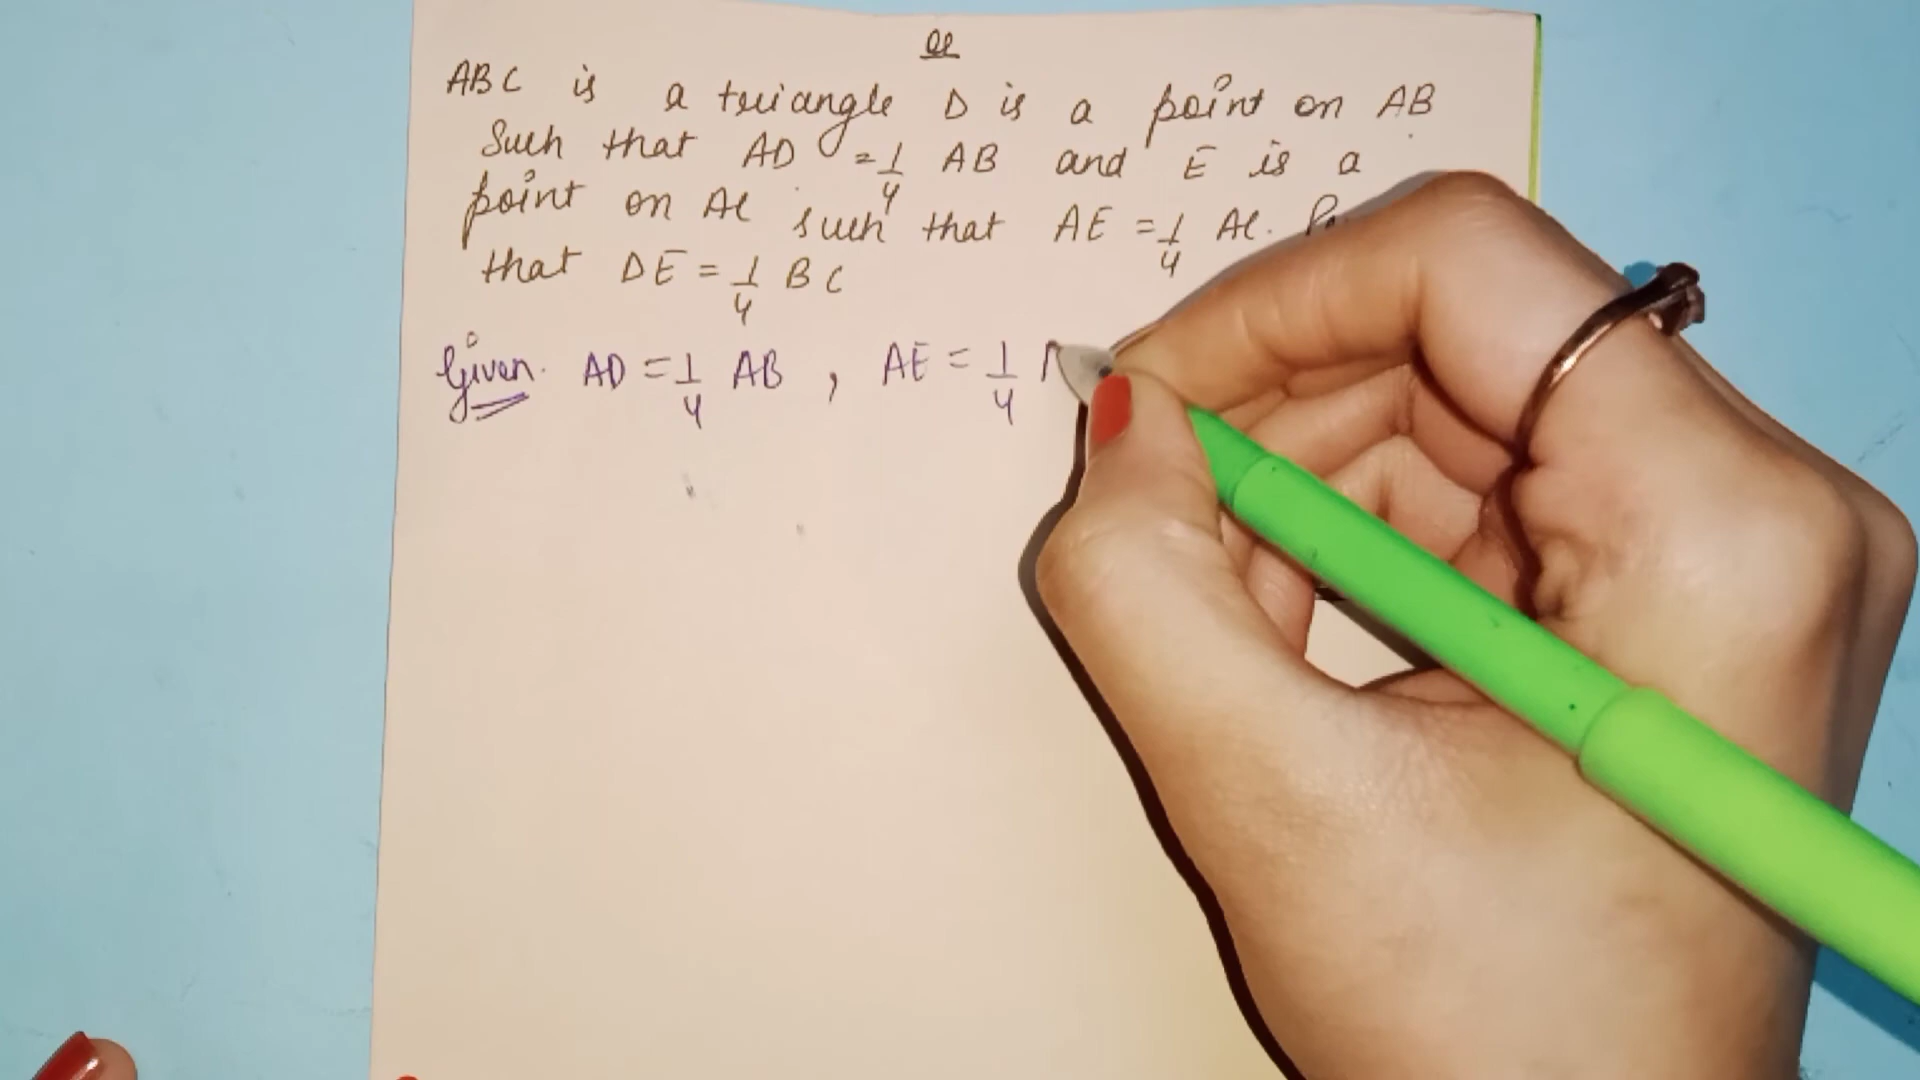 Q
ABC is a triangle D is a point on AB
Such that AD = 1/4 AB and E is a
point on AC such that AE = 1/4 AC.
that DE = 1/4 BC
Given. AD = 1/4 AB , AE = 1/4